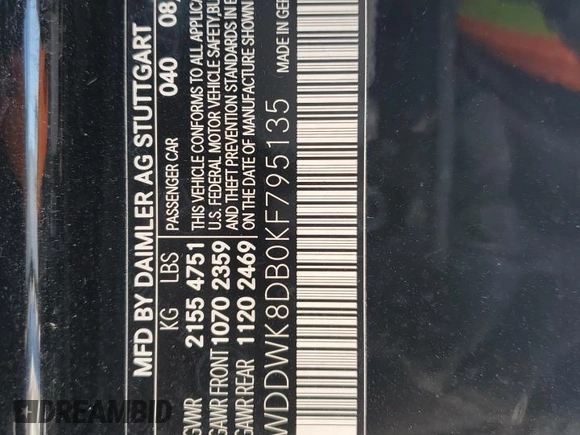 MFD BY DAIMLER AG STUTTGART
KG LBS PASSENGER CAR 040 08
GWR 2155 4751 THIS VEHICLE CONFORMS TO ALL APPLICA
GAWR FRONT 1070 2359 U.S. FEDERAL MOTOR VEHICLE SAFETY, BU
GAWR REAR 1120 2469 AND THEFT PREVENTION STANDARDS IN E
ON THE DATE OF MANUFACTURE SHOWN
WDDWK8DB0KF795135 MADE IN GE
DREAMBID